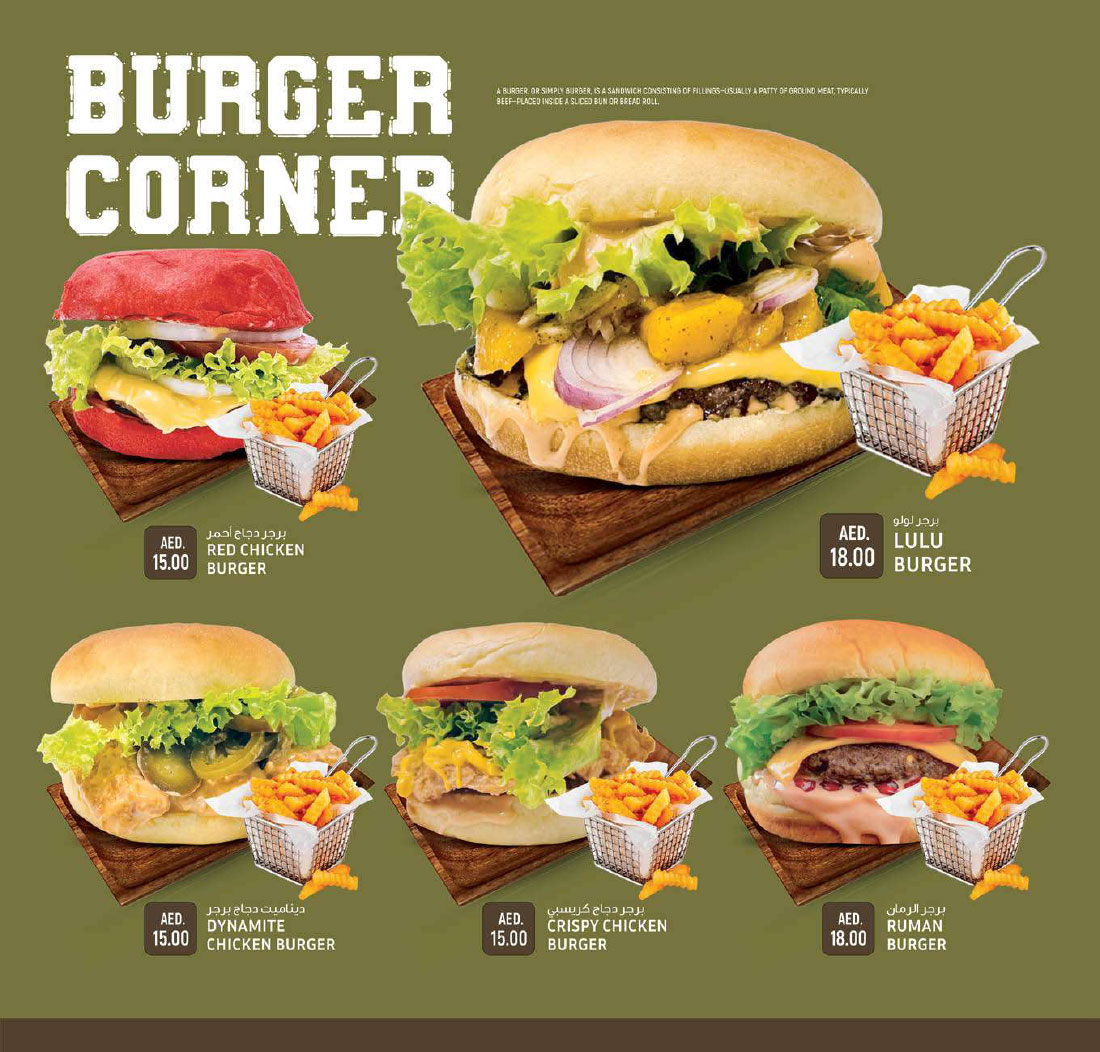 BURGER
CORNER
A BURGER, OR SIMPLY BURGER, IS A SANDWICH CONSISTING OF FILLINGS—USUALLY A PATTY OF GROUND MEAT, TYPICALLY
BEEF—PLACED INSIDE A SLICED BUN OR BREAD ROLL.
AED.
15.00
برجر دجاج أحمر
RED CHICKEN
BURGER
AED.
18.00
برجر لولو
LULU
BURGER
AED.
15.00
ديناميت دجاج برجر
DYNAMITE
CHICKEN BURGER
AED.
15.00
برجر دجاج كريسبي
CRISPY CHICKEN
BURGER
AED.
18.00
برجر الرمان
RUMAN
BURGER